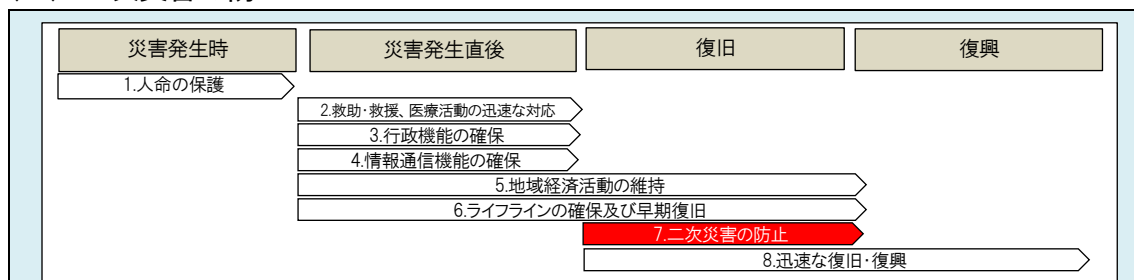 災害発生時 災害発生直後 復旧 復興
1.人命の保護
2.救助・救援、医療活動の迅速な対応
3.行政機能の確保
4.情報通信機能の確保
5.地域経済活動の維持
6.ライフラインの確保及び早期復旧
7.二次災害の防止
8.迅速な復旧・復興